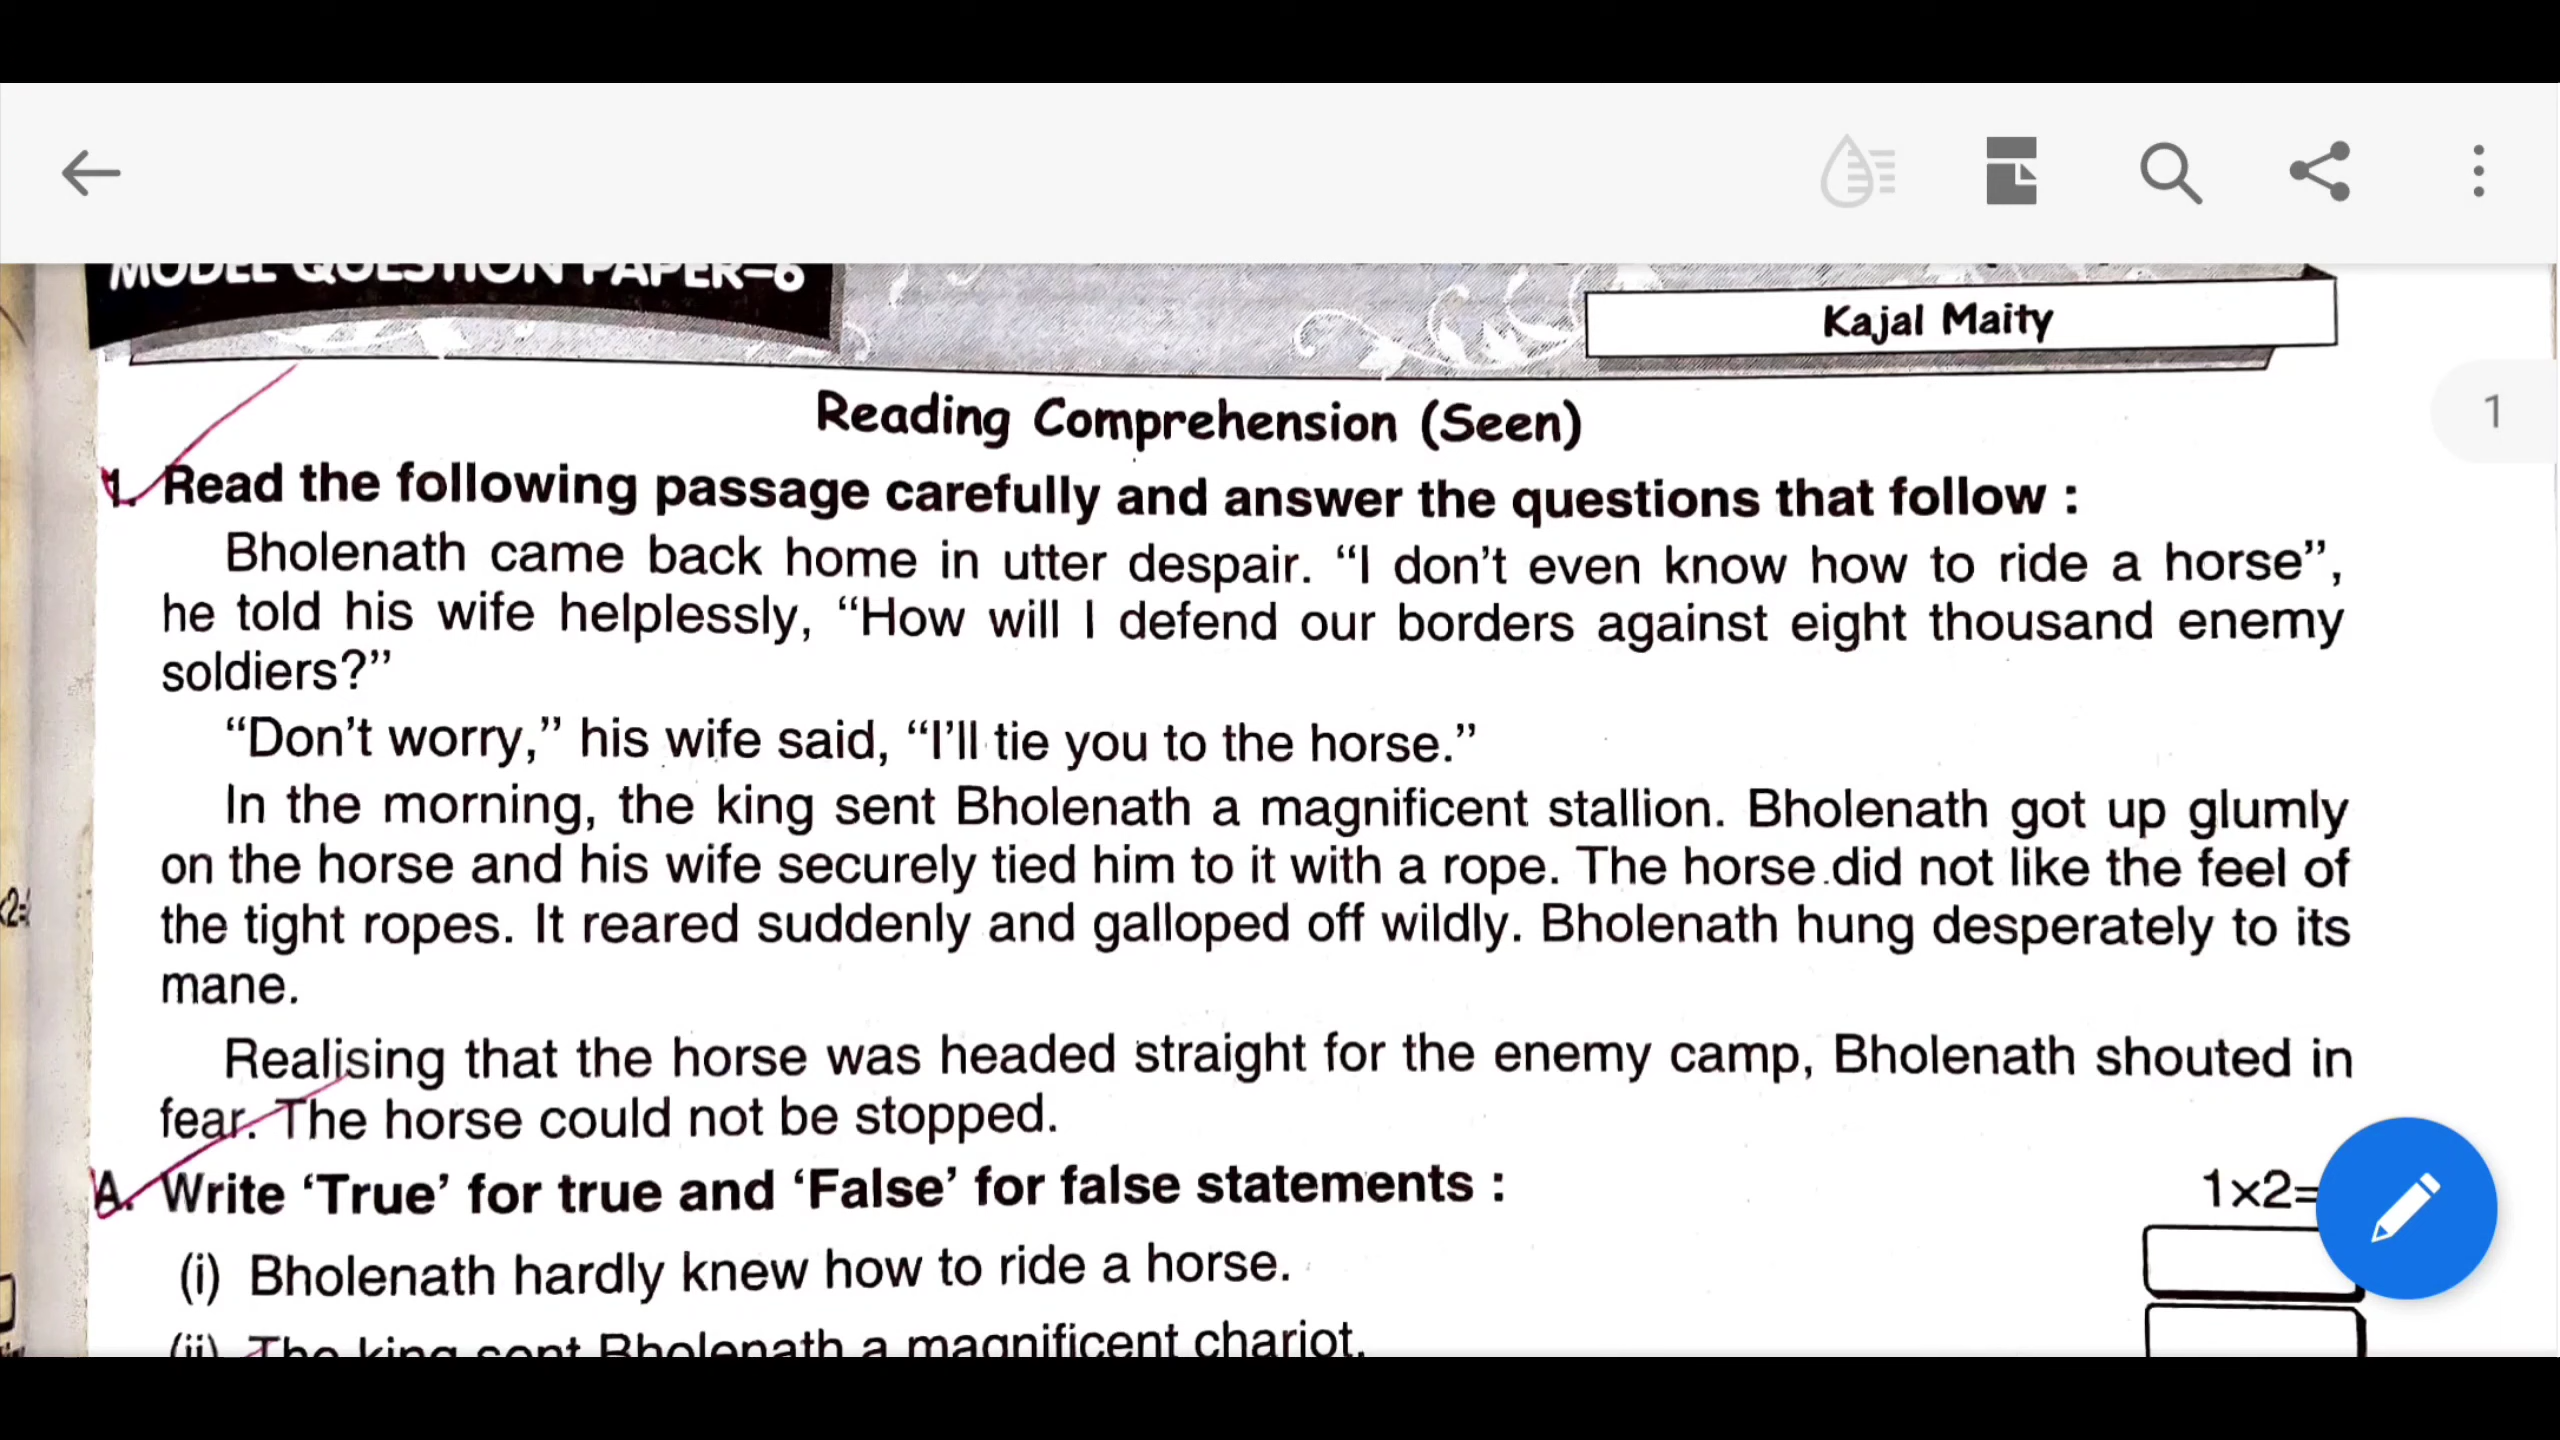 MODEL QUESTION PAPER-6
Kajal Maity
Reading Comprehension (Seen)
1
1. Read the following passage carefully and answer the questions that follow :
Bholenath came back home in utter despair. “I don’t even know how to ride a horse”,
he told his wife helplessly, “How will I defend our borders against eight thousand enemy
soldiers?”
“Don’t worry,” his wife said, “I’ll tie you to the horse.”
In the morning, the king sent Bholenath a magnificent stallion. Bholenath got up glumly
on the horse and his wife securely tied him to it with a rope. The horse did not like the feel of
the tight ropes. It reared suddenly and galloped off wildly. Bholenath hung desperately to its
mane.
Realising that the horse was headed straight for the enemy camp, Bholenath shouted in
fear. The horse could not be stopped.
A. Write ‘True’ for true and ‘False’ for false statements :
1×2=
(i) Bholenath hardly knew how to ride a horse.
(ii) The king sent Bholenath a magnificent chariot.